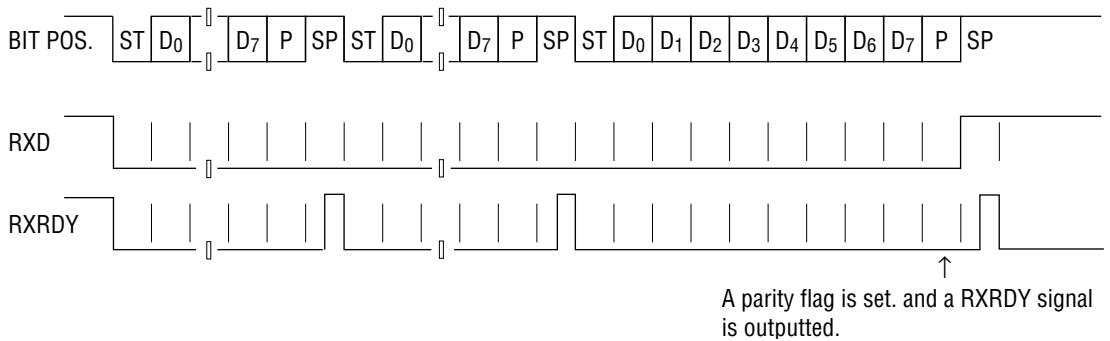 BIT POS. ST D0 D7 P SP ST D0 D7 P SP ST D0 D1 D2 D3 D4 D5 D6 D7 P SP
RXD
RXRDY
↑
A parity flag is set. and a RXRDY signal
is outputted.